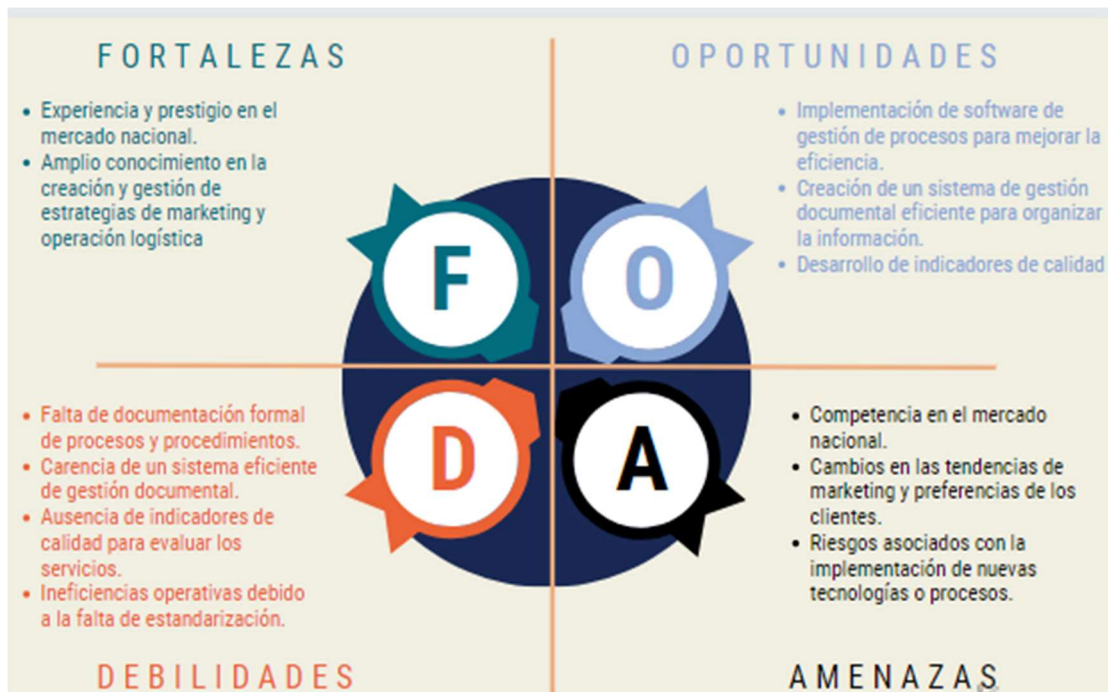 FORTALEZAS
• Experiencia y prestigio en el
mercado nacional.
• Amplio conocimiento en la
creación y gestión de
estrategias de marketing y
operación logística
OPORTUNIDADES
• Implementación de software de
gestión de procesos para mejorar la
eficiencia.
• Creación de un sistema de gestión
documental eficiente para organizar
la información.
• Desarrollo de indicadores de calidad
F
O
D
A
• Falta de documentación formal
de procesos y procedimientos.
• Carencia de un sistema eficiente
de gestión documental.
• Ausencia de indicadores de
calidad para evaluar los
servicios.
• Ineficiencias operativas debido
a la falta de estandarización.
DEBILIDADES
• Competencia en el mercado
nacional.
• Cambios en las tendencias de
marketing y preferencias de los
clientes.
• Riesgos asociados con la
implementación de nuevas
tecnologías o procesos.
AMENAZAS